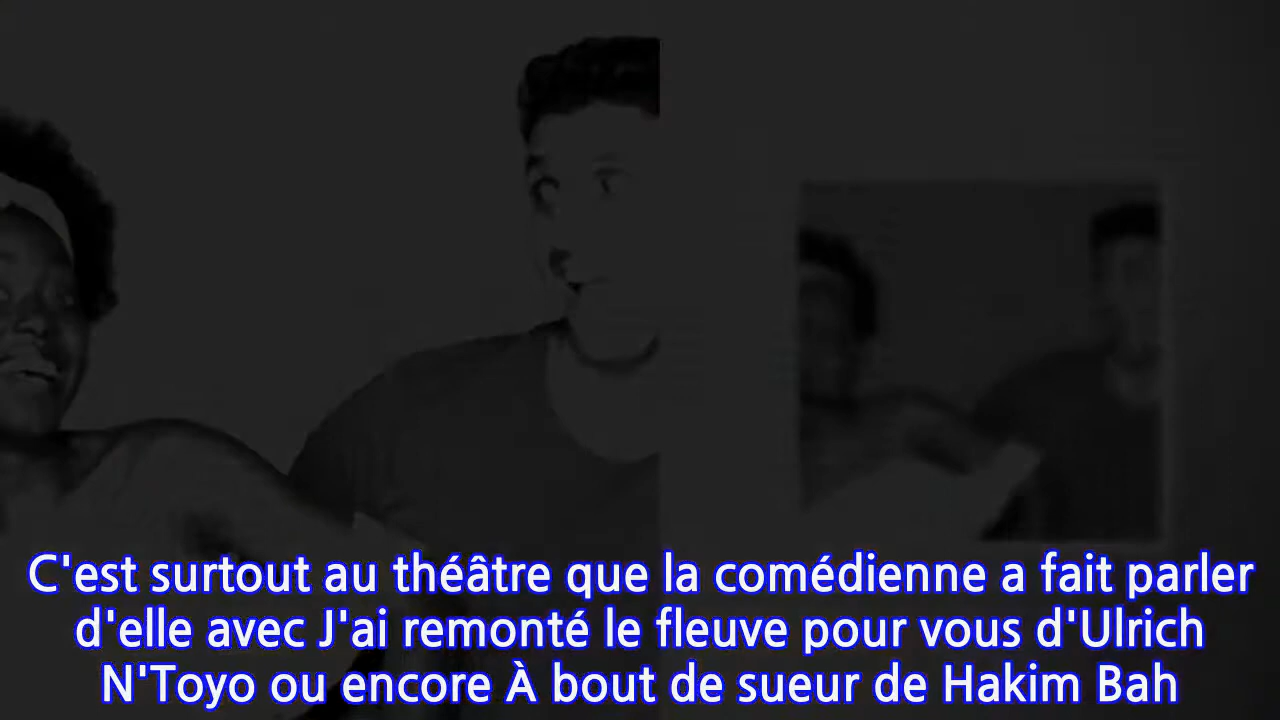 C'est surtout au théâtre que la comédienne a fait parler
d'elle avec J'ai remonté le fleuve pour vous d'Ulrich
N'Toyo ou encore À bout de sueur de Hakim Bah